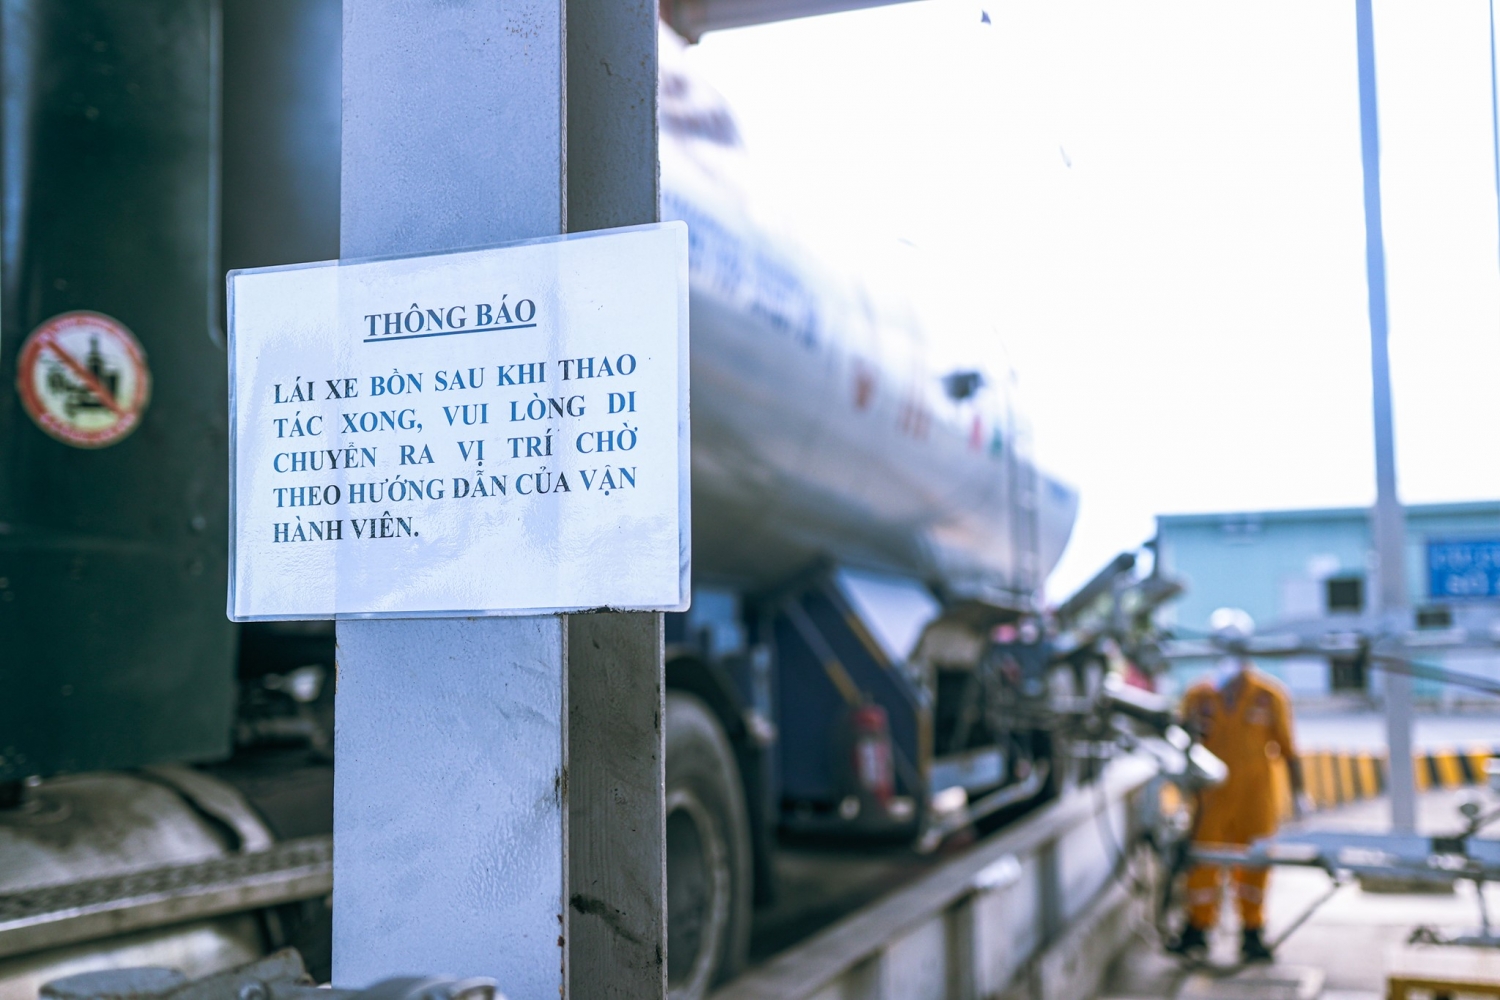 THÔNG BÁO
LÁI XE BỒN SAU KHI THAO
TÁC XONG, VUI LÒNG DI
CHUYỂN RA VỊ TRÍ CHỜ
THEO HƯỚNG DẪN CỦA VẬN
HÀNH VIÊN.